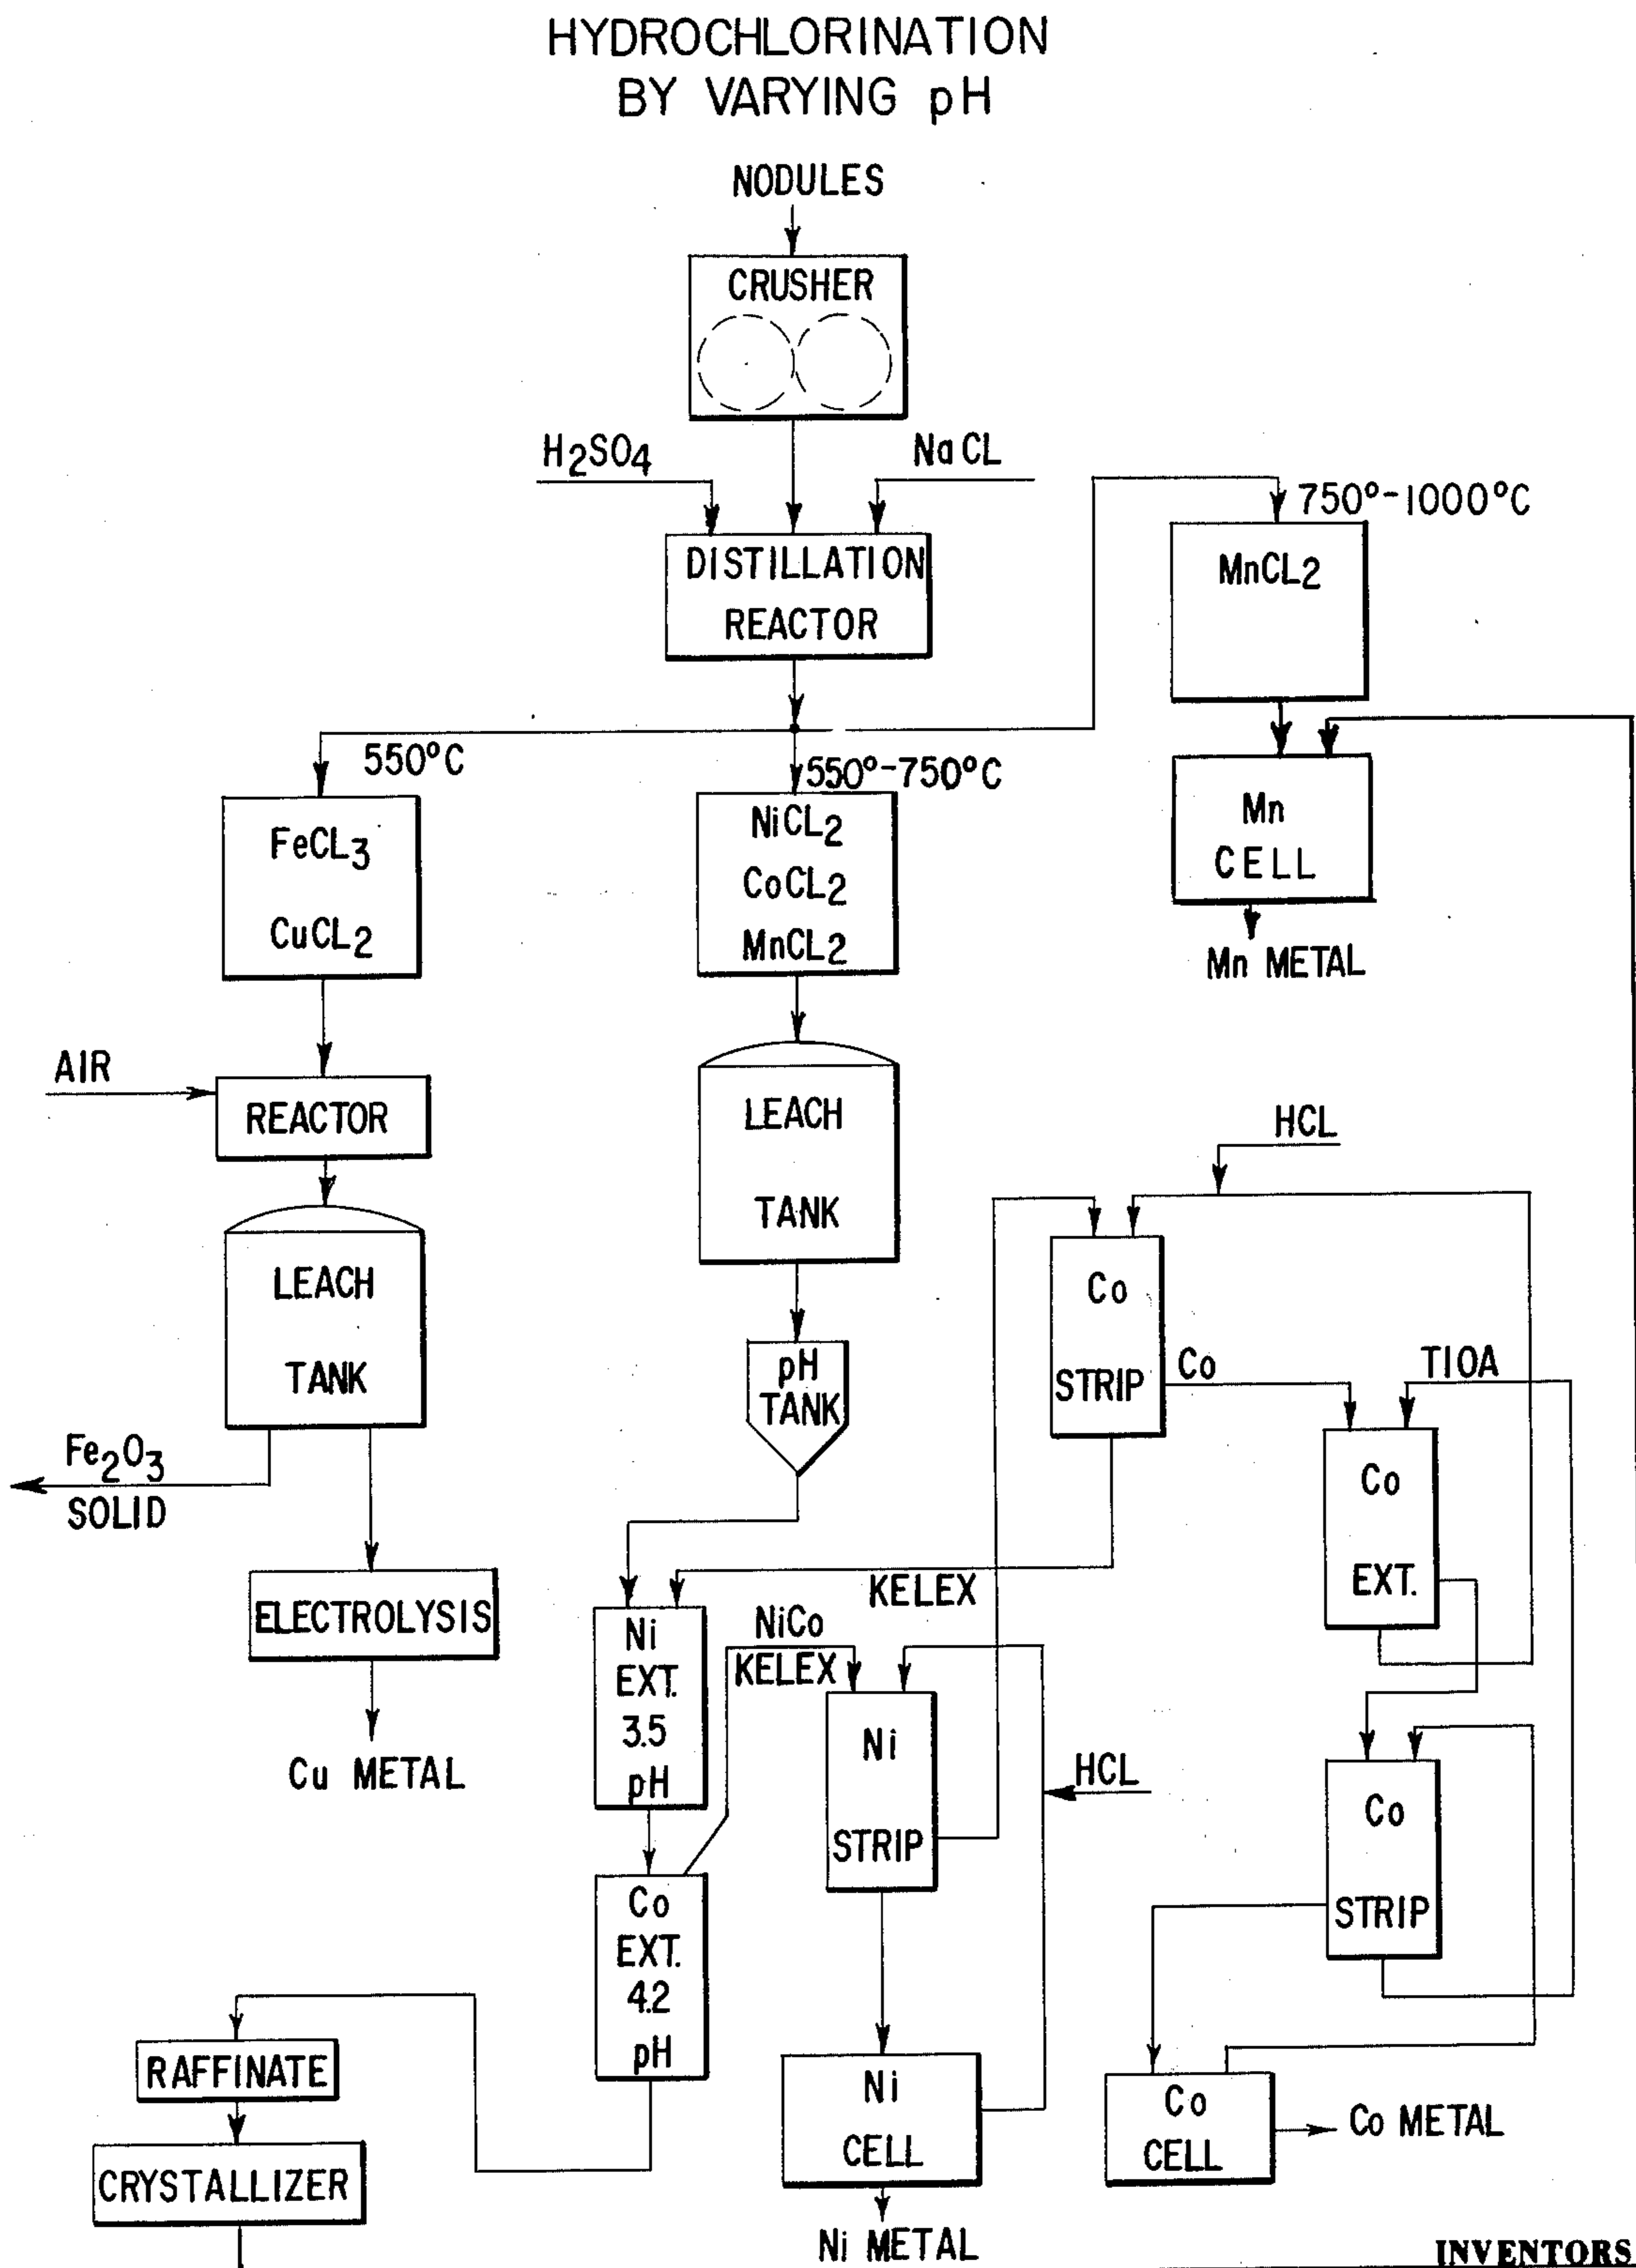 HYDROCHLORINATION
BY VARYING pH
NODULES
CRUSHER
H2SO4
NaCL
DISTILLATION
REACTOR
750°-1000°C
MnCL2
550°C
550°-750°C
FeCL3
CuCL2
NiCL2
CoCL2
MnCL2
Mn
CELL
Mn METAL
AIR
REACTOR
LEACH
TANK
LEACH
TANK
HCL
Co
STRIP
Co
TIOA
pH
TANK
Fe2O3
SOLID
Co
EXT.
ELECTROLYSIS
KELEX
Ni
EXT.
3.5
pH
NiCo
KELEX
Ni
STRIP
HCL
Cu METAL
Co
STRIP
Co
EXT.
4.2
pH
RAFFINATE
CRYSTALLIZER
Ni
CELL
Co
CELL
Co METAL
Ni METAL
INVENTORS